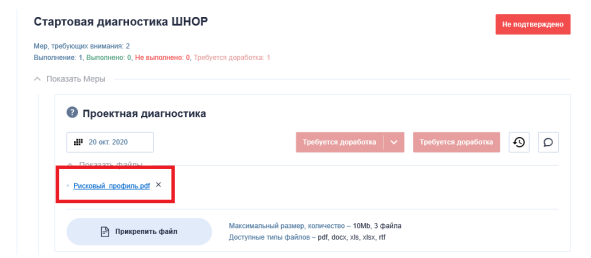 Стартовая диагностика ШНОР
Не подтверждено
Мер, требующих внимания: 2
Выполнение: 1, Выполнено: 0, Не выполнено: 0, Требуется доработка: 1
Показать Меры
Проектная диагностика
20 окт. 2020
Требуется доработка
Требуется доработка
Показать файлы
Рисковый_профиль.pdf
Прикрепить файл
Максимальный размер, количество – 10Mb, 3 файла
Доступные типы файлов – pdf, docx, xls, xlsx, rtf